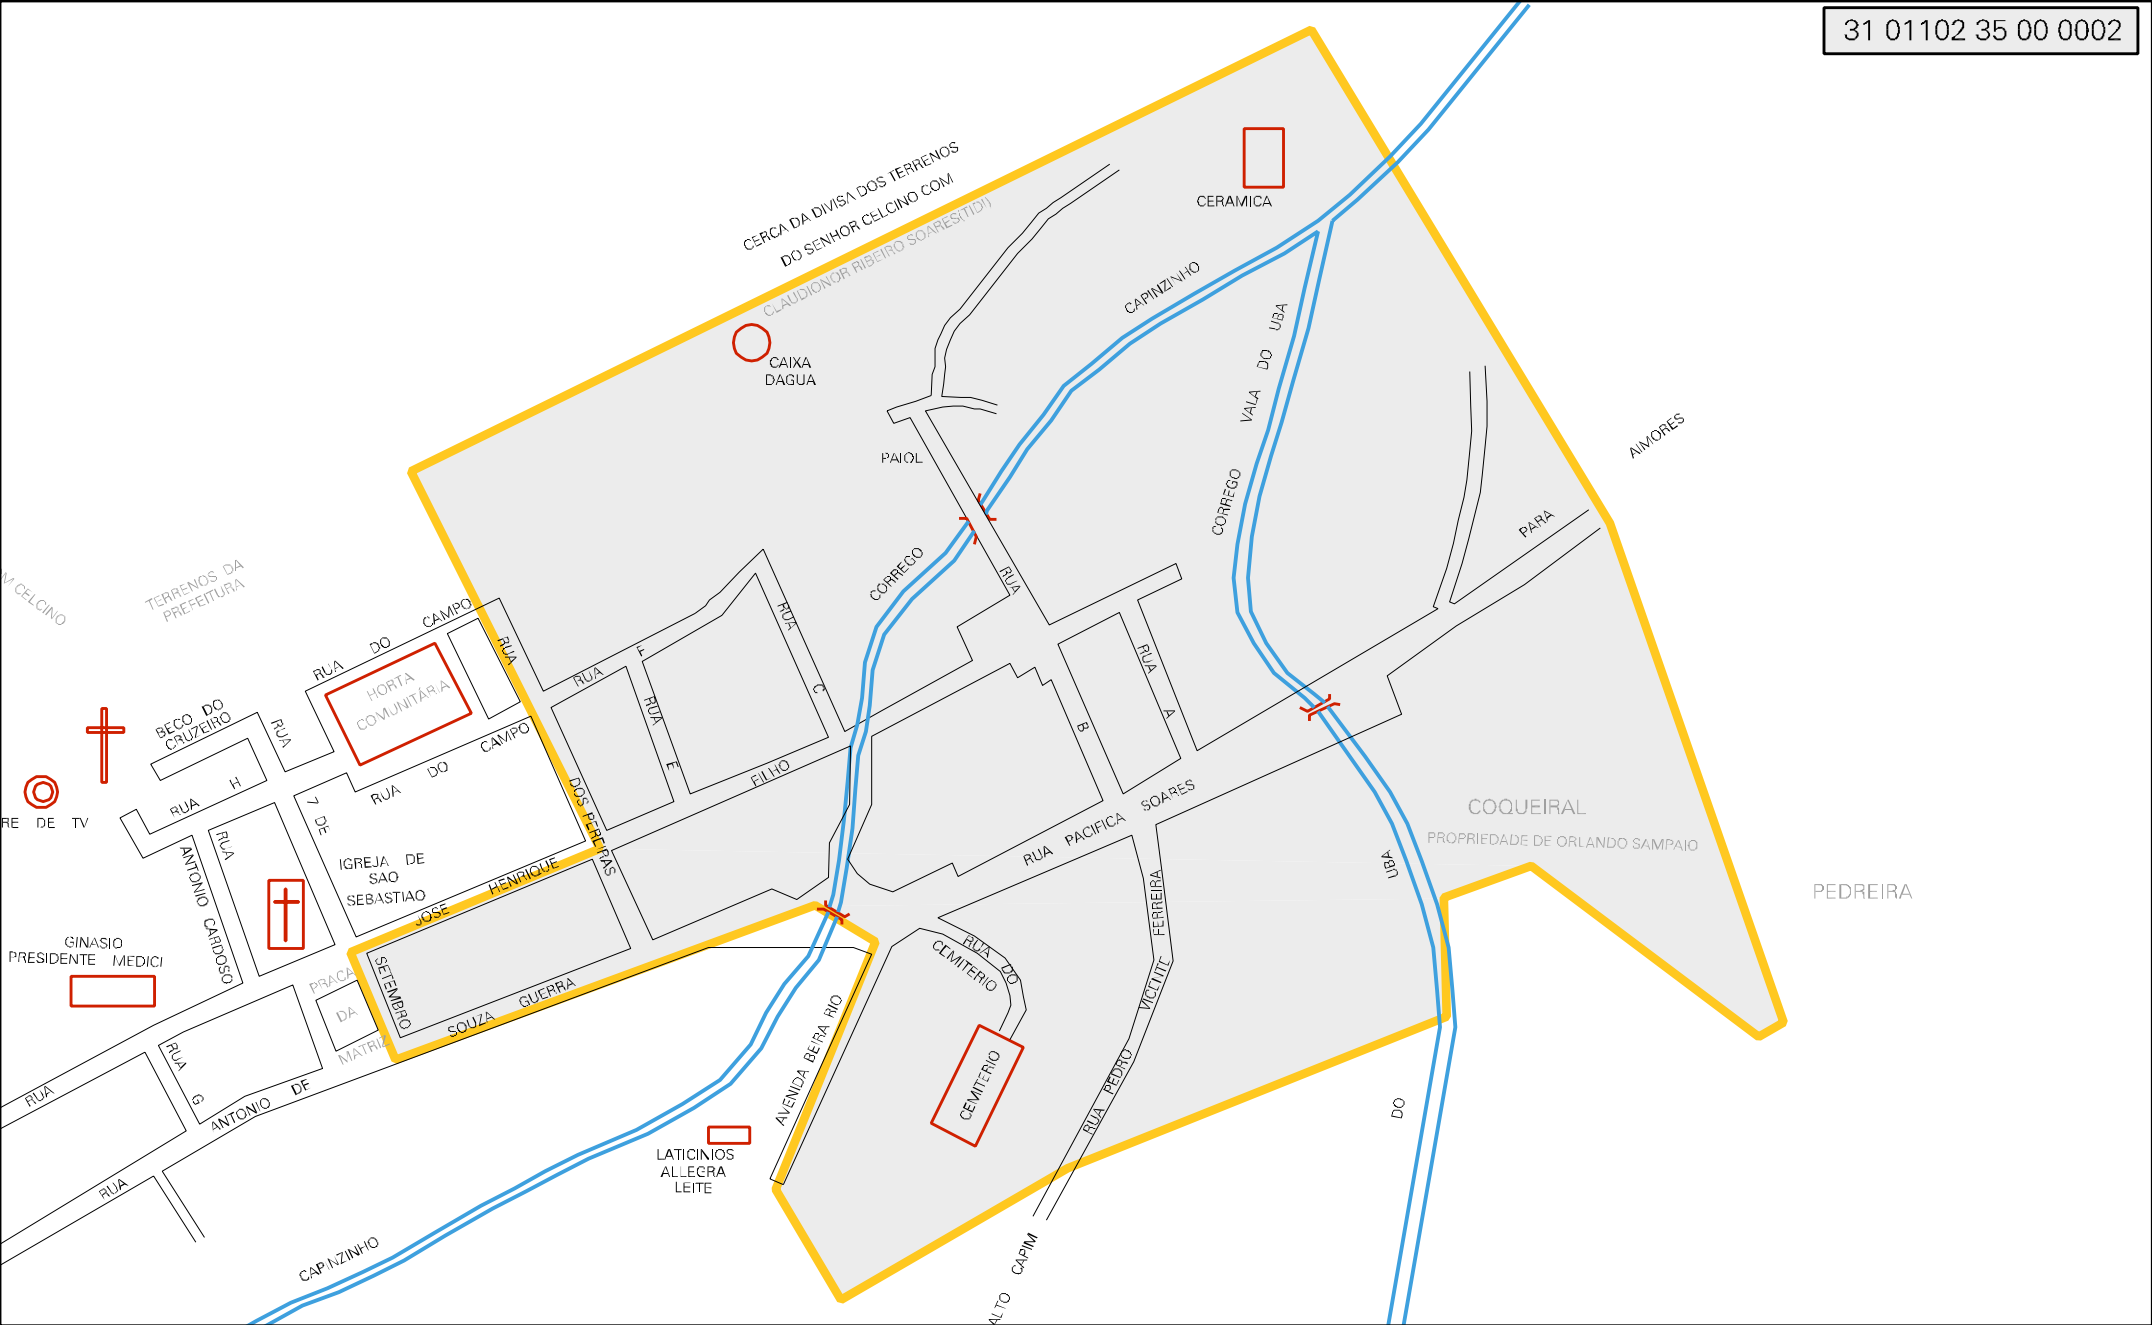 31 01102 35 00 0002
CERCA DA DIVISA DOS TERRENOS
DO SENHOR CELCINO COM
CLAUDIONOR RIBEIRO SOARES(TIDI)
CERAMICA
CAPINZINHO
CAIXA
DAGUA
CORREGO VALA DO UBA
AIMORES
PAIOL
PARA
CORREGO
RUA
M CELCINO
TERRENOS DA
PREFEITURA
RUA DO CAMPO
RUA
HORTA
COMUNITÁRIA
RUA F
RUA C
RUA E
RUA A
B
BECO DO
CRUZEIRO
RUA
RUA H
7 DE
RUA DO CAMPO
DOS PEREIRAS
FILHO
RUA PACIFICA SOARES
COQUEIRAL
PROPRIEDADE DE ORLANDO SAMPAIO
PEDREIRA
UBA
RE DE TV
RUA
ANTONIO CARDOSO
IGREJA DE
SAO
SEBASTIAO
JOSE HENRIQUE
GINASIO
PRESIDENTE MEDICI
PRACA
DA
MATRIZ
SETEMBRO
SOUZA GUERRA
RUA DO
CEMITERIO
FERREIRA
VICENTE
RUA PEDRO
CEMITERIO
AVENIDA BEIRA RIO
RUA G
RUA
ANTONIO DE
RUA
LATICINIOS
ALLEGRA
LEITE
DO
CAPINZINHO
ALTO CAPIM